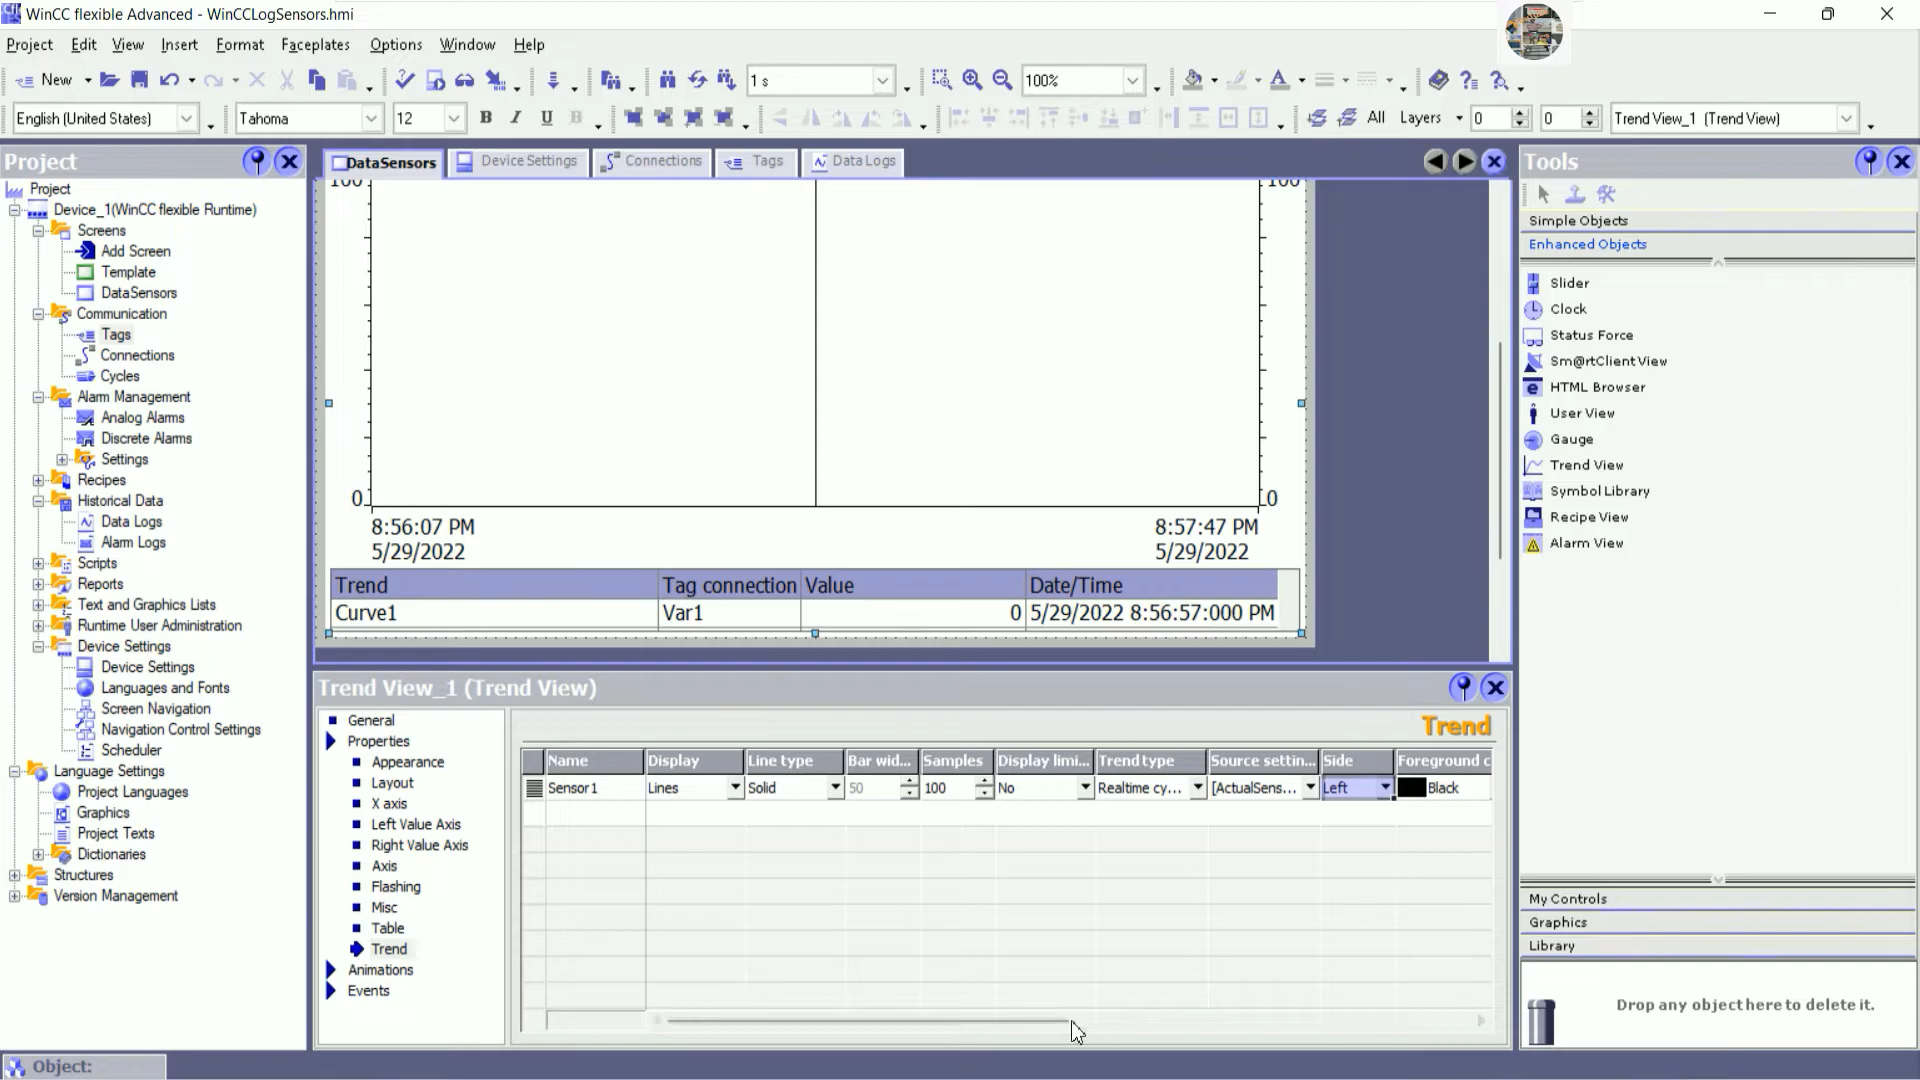 WinCC flexible Advanced - WinCCLogSensors.hmi
Project Edit View Insert Format Faceplates Options Window Help
New 1 s 100%
English (United States) Tahoma 12 B I U B All Layers 0 0 Trend View_1 (Trend View)
Project
Project
Device_1(WinCC flexible Runtime)
Screens
Add Screen
Template
DataSensors
Communication
Tags
Connections
Cycles
Alarm Management
Analog Alarms
Discrete Alarms
Settings
Recipes
Historical Data
Data Logs
Alarm Logs
Scripts
Reports
Text and Graphics Lists
Runtime User Administration
Device Settings
Device Settings
Languages and Fonts
Screen Navigation
Navigation Control Settings
Scheduler
Language Settings
Project Languages
Graphics
Project Texts
Dictionaries
Structures
Version Management
DataSensors Device Settings Connections Tags Data Logs
100 100
0 0
8:56:07 PM 8:57:47 PM
5/29/2022 5/29/2022
Trend Tag connection Value Date/Time
Curve1 Var1 0 5/29/2022 8:56:57:000 PM
Trend View_1 (Trend View)
General
Properties
Appearance
Layout
X axis
Left Value Axis
Right Value Axis
Axis
Flashing
Misc
Table
Trend
Animations
Events
Trend
Name Display Line type Bar wid... Samples Display limi... Trend type Source settin... Side Foreground c
Sensor1 Lines Solid 50 100 No Realtime cy... [ActualSens... Left Black
Tools
Simple Objects
Enhanced Objects
Slider
Clock
Status Force
Sm@rtClient View
HTML Browser
User View
Gauge
Trend View
Symbol Library
Recipe View
Alarm View
My Controls
Graphics
Library
Drop any object here to delete it.
Object: